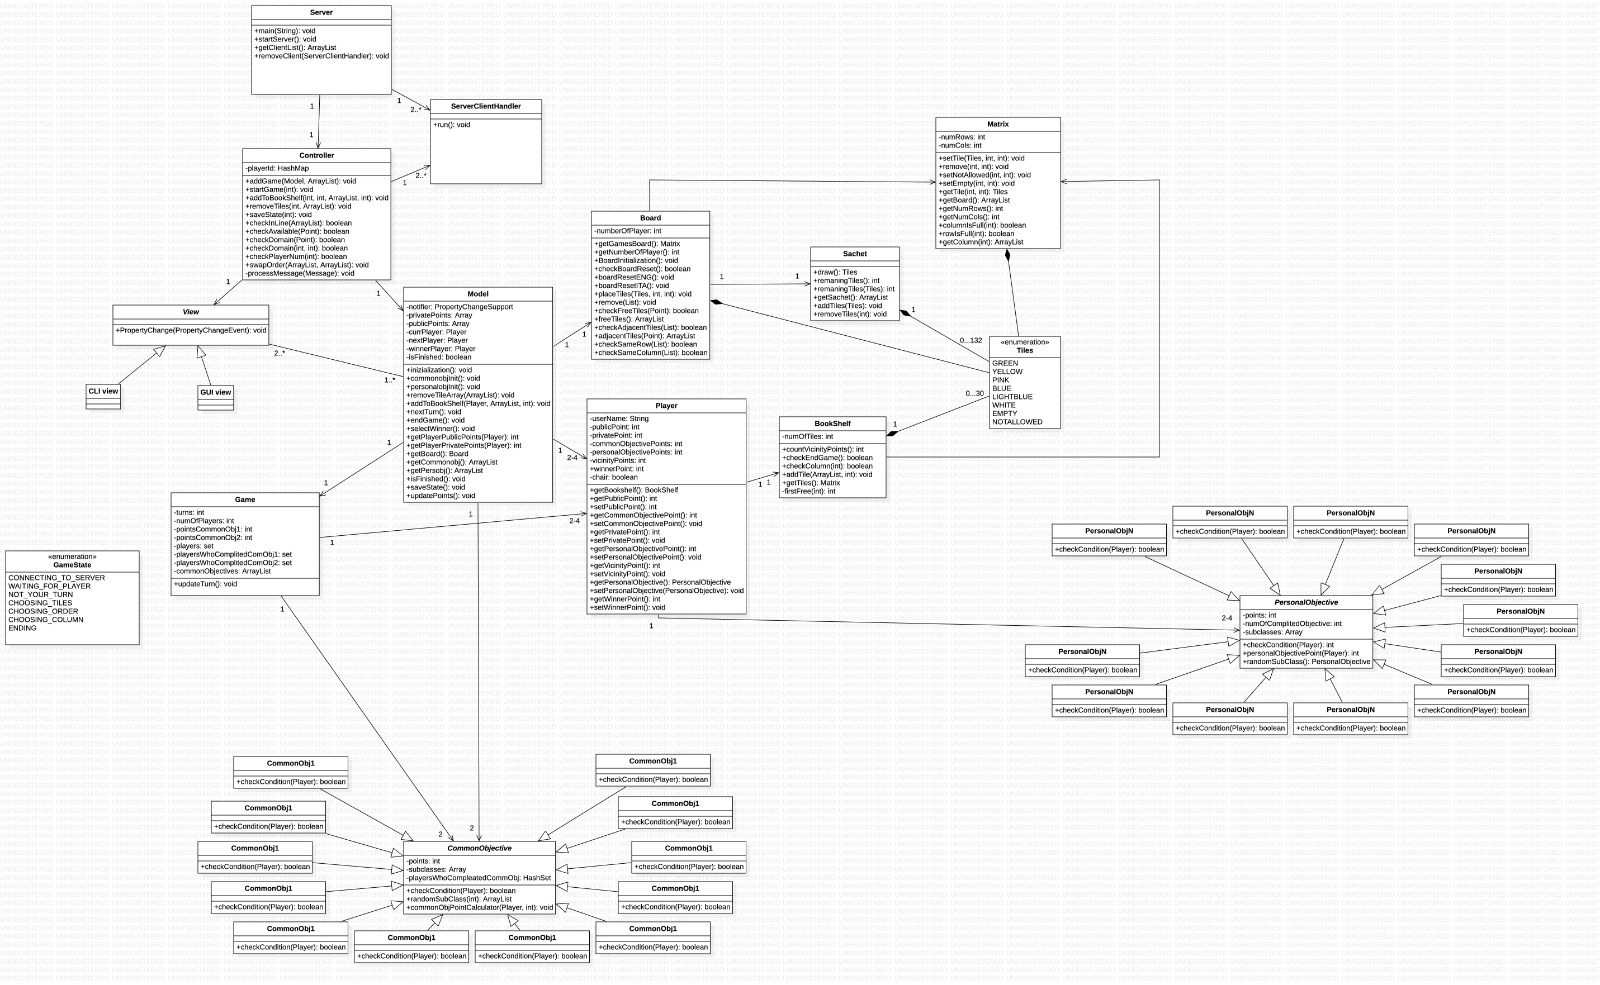 Server
+main(String): void
+startServer(): void
+getClientList(): ArrayList
+removeClient(ServerClientHandler): void
1
2..*
1
1
ServerClientHandler
+run(): void
Controller
-playerId: HashMap
+addGame(Model, ArrayList): void
+startGame(int): void
+addToBookShelf(int, int, ArrayList, int): void
+removeTiles(int, ArrayList): void
+saveState(int): void
+checkInLine(ArrayList): boolean
+checkAvailable(Point): boolean
+checkDomain(Point): boolean
+checkDomain(int, int): boolean
+checkPlayerNum(int): boolean
+swapOrder(ArrayList, ArrayList): void
-processMessage(Message): void
1
2..*
1
1
View
+PropertyChange(PropertyChangeEvent): void
2..*
1..*
CLI view
GUI view
Model
-notifier: PropertyChangeSupport
-privatePoints: Array
-publicPoints: Array
-currPlayer: Player
-nextPlayer: Player
-winnerPlayer: Player
-isFinished: boolean
+inizialization(): void
+commonobjInit(): void
+personalobjInit(): void
+removeTileArray(ArrayList): void
+addToBookShelf(Player, ArrayList, int): void
+nextTurn(): void
+endGame(): void
+selectWinner(): void
+getPlayerPublicPoints(Player): int
+getPlayerPrivatePoints(Player): int
+getBoard(): Board
+getCommonobj(): ArrayList
+getPersobj(): ArrayList
+isFinished(): void
+saveState(): void
+updatePoints(): void
1
1
1
2-4
1
1
1
2
Board
-numberOfPlayer: int
+getGamesBoard(): Matrix
+getNumberOfPlayer(): int
+BoardInitialization(): void
+checkBoardReset(): boolean
+boardResetENG(): void
+boardResetITA(): void
+placeTiles(Tiles, int, int): void
+remove(List): void
+checkFreeTiles(Point): boolean
+freeTiles(): ArrayList
+checkAdjacentTiles(List): boolean
+adjacentTiles(Point): ArrayList
+checkSameRow(List): boolean
+checkSameColumn(List): boolean
1
1
Sachet
+draw(): Tiles
+remaningTiles(): int
+remaningTiles(Tiles): int
+getSachet(): ArrayList
+addTiles(Tiles): void
+removeTiles(int): void
1
0...132
Matrix
-numRows: int
-numCols: int
+setTile(Tiles, int, int): void
+remove(int, int): void
+setNotAllowed(int, int): void
+setEmpty(int, int): void
+getTile(int, int): Tiles
+getBoard(): ArrayList
+getNumRows(): int
+getNumCols(): int
+columnIsFull(int): boolean
+rowIsFull(int): boolean
+getColumn(int): ArrayList
«enumeration»
Tiles
GREEN
YELLOW
PINK
BLUE
LIGHTBLUE
WHITE
EMPTY
NOTALLOWED
0...30
1
BookShelf
-numOfTiles: int
+countVicinityPoints(): int
+checkEndGame(): boolean
+checkColumn(int): boolean
+addTile(ArrayList, int): void
+getTiles(): Matrix
-firstFree(int): int
1
1
Player
-userName: String
-publicPoint: int
-privatePoint: int
-commonObjectivePoints: int
-personalObjectivePoints: int
-vicinityPoints: int
+winnerPoint: int
-chair: boolean
+getBookshelf(): BookShelf
+getPublicPoint(): int
+setPublicPoint(): int
+getCommonObjectivePoint(): int
+setCommonObjectivePoint(): void
+getPrivatePoint(): int
+setPrivatePoint(): void
+getPersonalObjectivePoint(): int
+setPersonalObjectivePoint(): void
+getVicinityPoint(): int
+setVicinityPoint(): void
+getPersonalObjective(): PersonalObjective
+setPersonalObjective(PersonalObjective): void
+getWinnerPoint(): int
+setWinnerPoint(): void
1
2-4
Game
-turns: int
-numOfPlayers: int
-pointsCommonObj1: int
-pointsCommonObj2: int
-players: set
-playersWhoComplitedComObj1: set
-playersWhoComplitedComObj2: set
-commonObjectives: ArrayList
+updateTurn(): void
1
2-4
1
2
«enumeration»
GameState
CONNECTING_TO_SERVER
WAITING_FOR_PLAYER
NOT_YOUR_TURN
CHOOSING_TILES
CHOOSING_ORDER
CHOOSING_COLUMN
ENDING
PersonalObjN
+checkCondition(Player): boolean
PersonalObjN
+checkCondition(Player): boolean
PersonalObjN
+checkCondition(Player): boolean
PersonalObjN
+checkCondition(Player): boolean
PersonalObjN
+checkCondition(Player): boolean
PersonalObjN
+checkCondition(Player): boolean
PersonalObjective
-points: int
-numOfComplitedObjective: int
-subclasses: Array
+checkCondition(Player): int
+personalObjectivePoint(Player): int
+randomSubClass(): PersonalObjective
PersonalObjN
+checkCondition(Player): boolean
PersonalObjN
+checkCondition(Player): boolean
PersonalObjN
+checkCondition(Player): boolean
PersonalObjN
+checkCondition(Player): boolean
PersonalObjN
+checkCondition(Player): boolean
PersonalObjN
+checkCondition(Player): boolean
CommonObj1
+checkCondition(Player): boolean
CommonObj1
+checkCondition(Player): boolean
CommonObj1
+checkCondition(Player): boolean
CommonObj1
+checkCondition(Player): boolean
CommonObj1
+checkCondition(Player): boolean
CommonObj1
+checkCondition(Player): boolean
CommonObjective
-points: int
-subclasses: Array
-playersWhoCompleatedCommObj: HashSet
+checkCondition(Player): boolean
+randomSubClass(int): ArrayList
+commonObjPointCalculator(Player, int): void
CommonObj1
+checkCondition(Player): boolean
CommonObj1
+checkCondition(Player): boolean
CommonObj1
+checkCondition(Player): boolean
CommonObj1
+checkCondition(Player): boolean
CommonObj1
+checkCondition(Player): boolean
CommonObj1
+checkCondition(Player): boolean